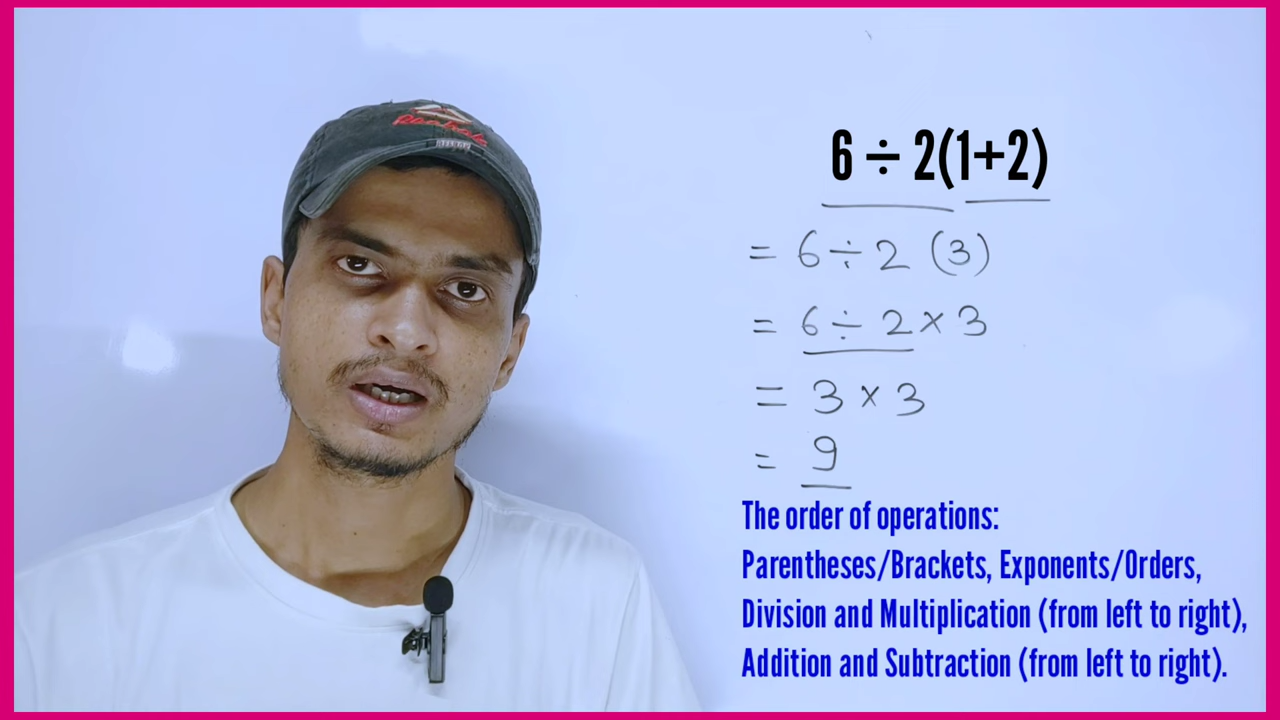 6 ÷ 2(1+2)
= 6 ÷ 2 (3)
= 6 ÷ 2 × 3
= 3 × 3
= 9
The order of operations:
Parentheses/Brackets, Exponents/Orders,
Division and Multiplication (from left to right),
Addition and Subtraction (from left to right).